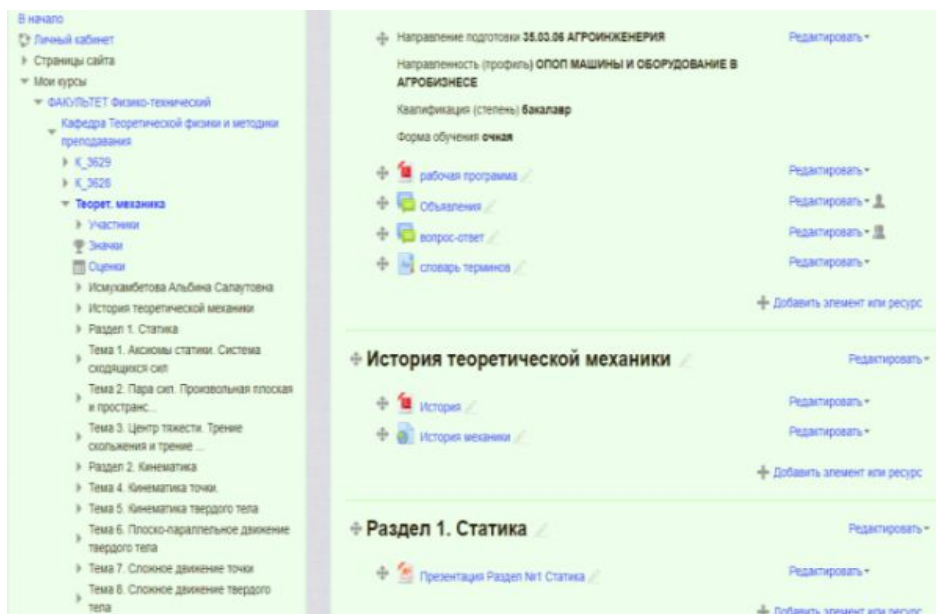 В начало
Личный кабинет
Страницы сайта
Мои курсы
ФАКУЛЬТЕТ Физико-технический
Кафедра Теоретической физики и методики
преподавания
К_3629
К_3626
Теорет. механика
Участники
Значки
Оценки
Исмухамбетова Альбина Салаутовна
История теоретической механики
Раздел 1. Статика
Тема 1. Аксиомы статики. Система
сходящихся сил
Тема 2. Пара сил. Произвольная плоская
и пространс...
Тема 3. Центр тяжести. Трение
скольжения и трение ...
Раздел 2. Кинематика
Тема 4. Кинематика точки.
Тема 5. Кинематика твердого тела
Тема 6. Плоско-параллельное движение
твердого тела
Тема 7. Сложное движение точки
Тема 8. Сложное движение твердого
тела
Направление подготовки 35.03.06 АГРОИНЖЕНЕРИЯ Редактировать
Направленность (профиль) ОПОП МАШИНЫ И ОБОРУДОВАНИЕ В
АГРОБИЗНЕСЕ
Квалификация (степень) бакалавр
Форма обучения очная
рабочая программа Редактировать
Объявления Редактировать
вопрос-ответ Редактировать
словарь терминов Редактировать
Добавить элемент или ресурс
История теоретической механики Редактировать
История Редактировать
История механики Редактировать
Добавить элемент или ресурс
Раздел 1. Статика Редактировать
Презентация Раздел №1 Статика Редактировать
Добавить элемент или ресурс